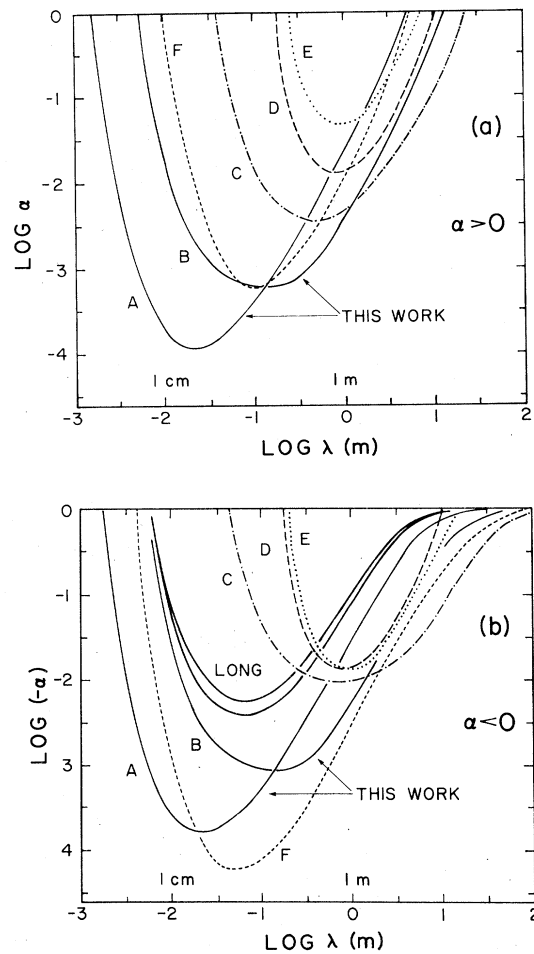 0
-1
-2
-3
-4
LOG α
F
E
D
C
B
A
(a)
α>0
THIS WORK
1 cm
1 m
-3
-2
-1
0
1
2
LOG λ (m)
0
-1
-2
3
4
LOG (-α)
E
D
C
LONG
B
A
F
(b)
α<0
THIS WORK
1 cm
1 m
-3
-2
-1
0
1
2
LOG λ (m)